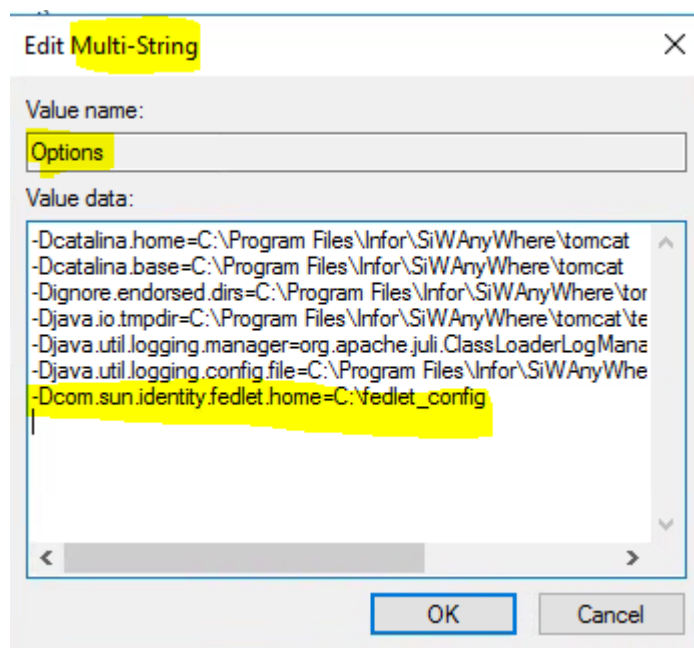 Edit Multi-String
Value name:
Options
Value data:
-Dcatalina.home=C:\Program Files\Infor\SiWAnyWhere\tomcat
-Dcatalina.base=C:\Program Files\Infor\SiWAnyWhere\tomcat
-Dignore.endorsed.dirs=C:\Program Files\Infor\SiWAnyWhere\tor
-Djava.io.tmpdir=C:\Program Files\Infor\SiWAnyWhere\tomcat\te
-Djava.util.logging.manager=org.apache.juli.ClassLoaderLogMana
-Djava.util.logging.config.file=C:\Program Files\Infor\SiWAnyWhe
-Dcom.sun.identity.fedlet.home=C:\fedlet_config
OK Cancel